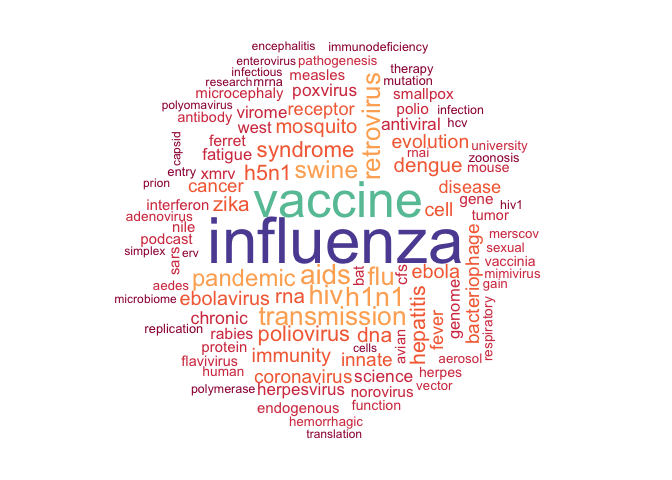 encephalitis immunodeficiency
enterovirus pathogenesis
infectious measles therapy
research mrna mutation
microcephaly poxvirus smallpox
polyomavirus virome receptor retrovirus polio infection
antibody west mosquito antiviral hcv
capsid ferret evolution university
fatigue syndrome rnai zoonosis
entry xmrv h5n1 swine dengue mouse
prion cancer disease
interferon zika vaccine cell gene hiv1
adenovirus tumor
nile influenza merscov
podcast sexual
simplex erv sars bat cfs vaccinia
pandemic aids flu ebola bacteriophage mimivirus
aedes gain
microbiome ebolavirus rna hiv h1n1 genome
chronic transmission hepatitis fever respiratory
replication rabies poliovirus dna
protein cells avian
flavivirus immunity innate aerosol
human coronavirus science herpes
polymerase herpesvirus norovirus vector
endogenous function
hemorrhagic
translation